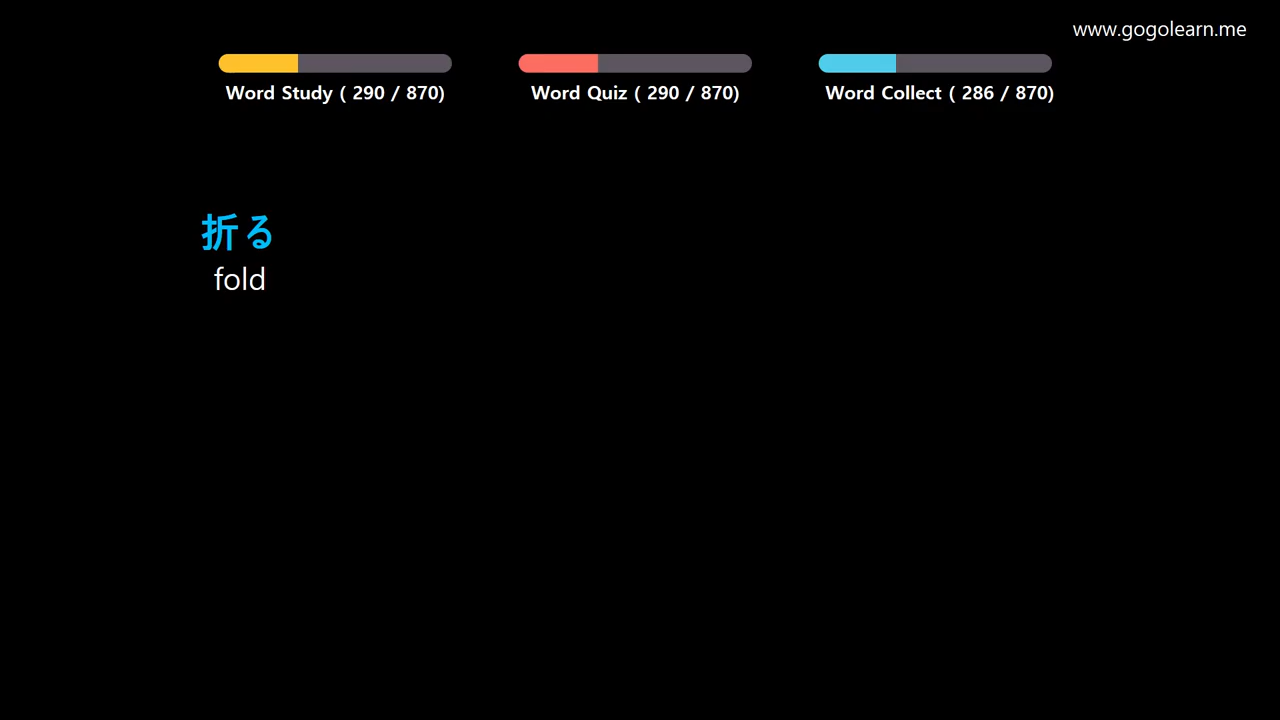 www.gogolearn.me
Word Study ( 290 / 870)
Word Quiz ( 290 / 870)
Word Collect ( 286 / 870)
折る
fold